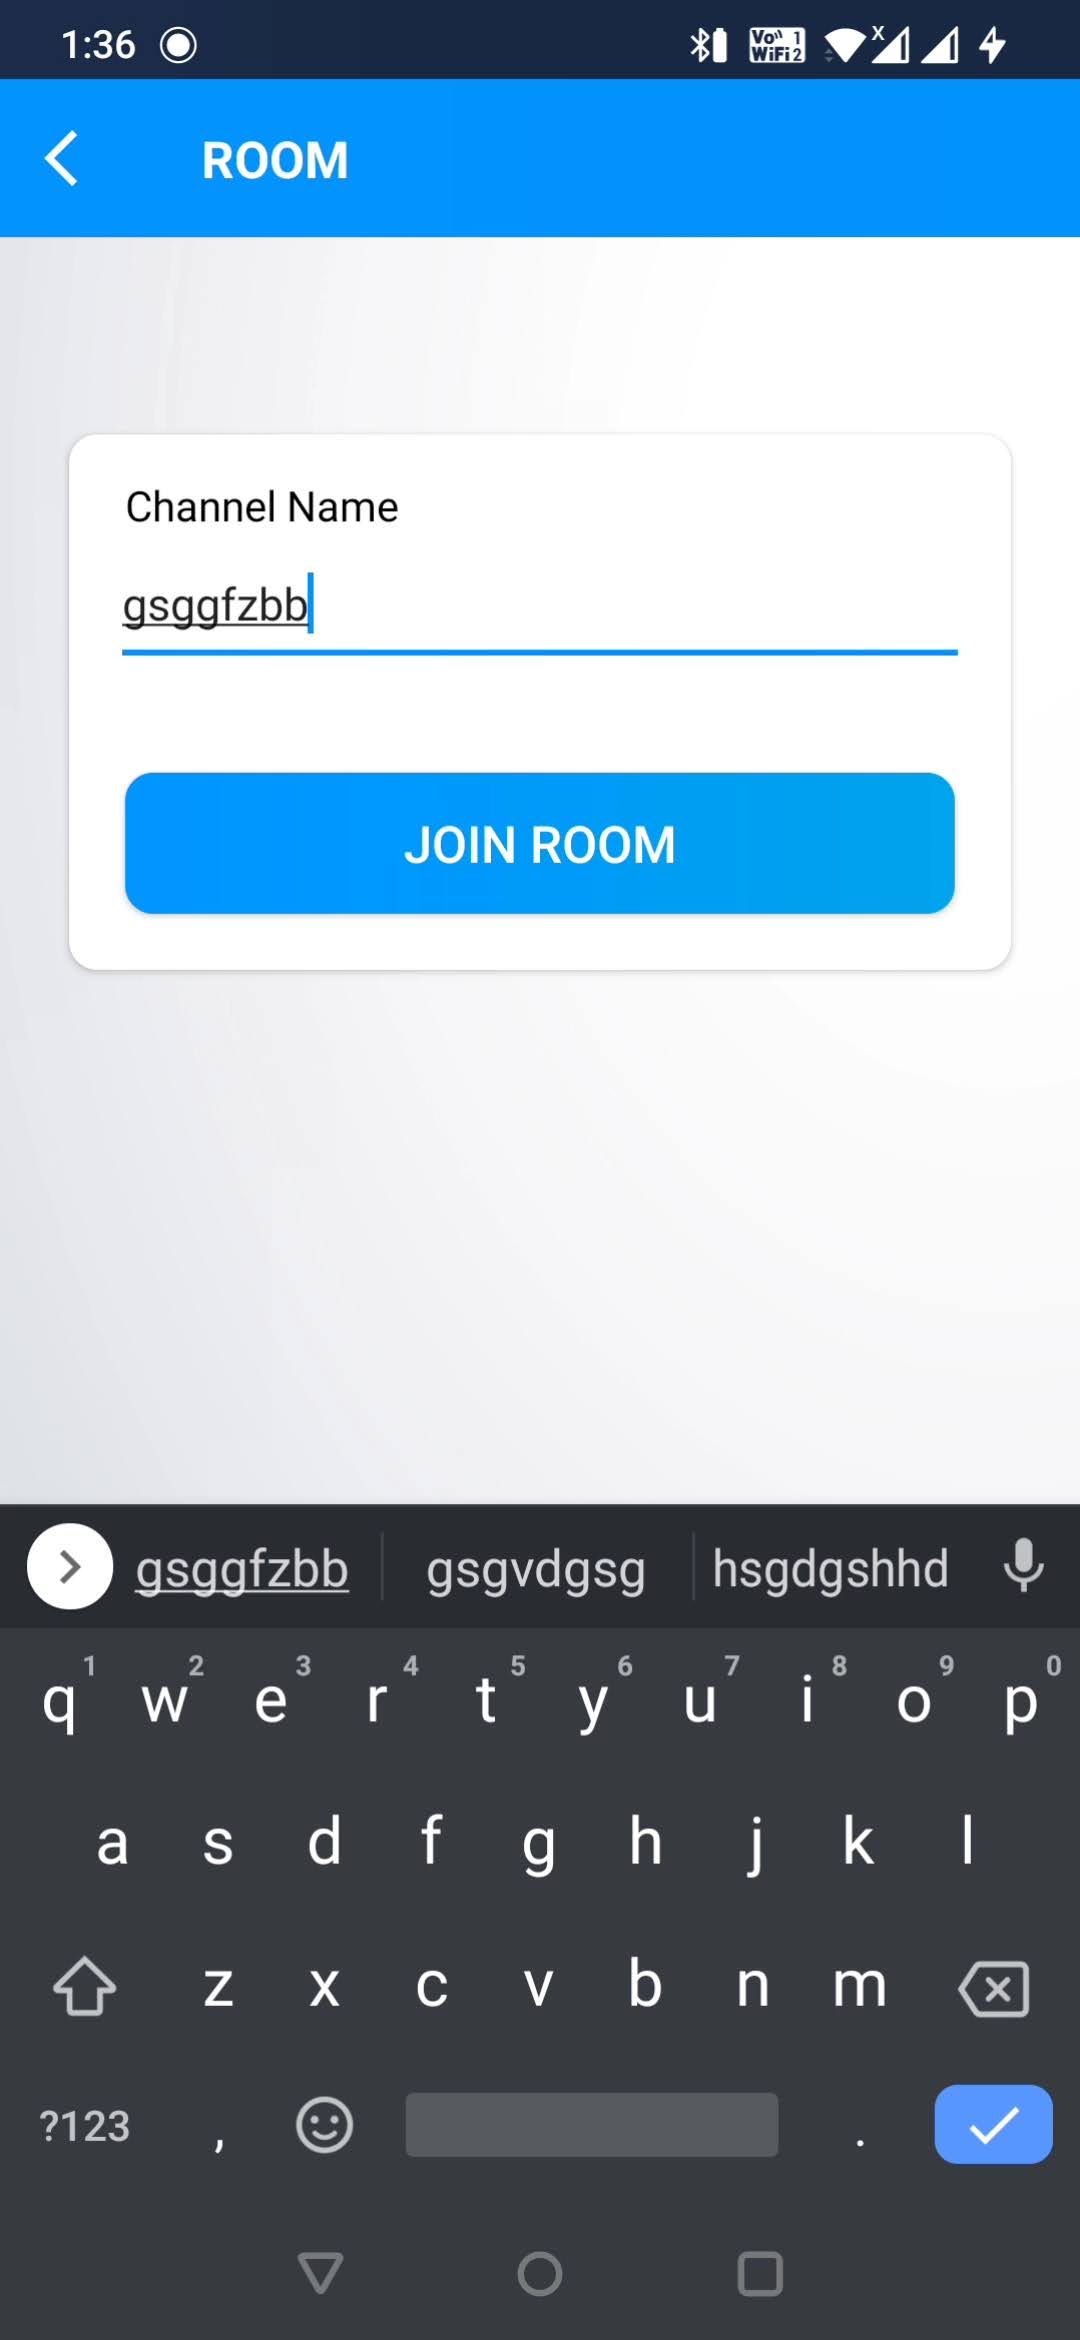 1:36 Vo 1 WiFi 2 X
ROOM
Channel Name
gsggfzbb
JOIN ROOM
gsggfzbb gsgvdgsg hsgdgshhd
1 2 3 4 5 6 7 8 9 0
q w e r t y u i o p
a s d f g h j k l
z x c v b n m
?123 , .